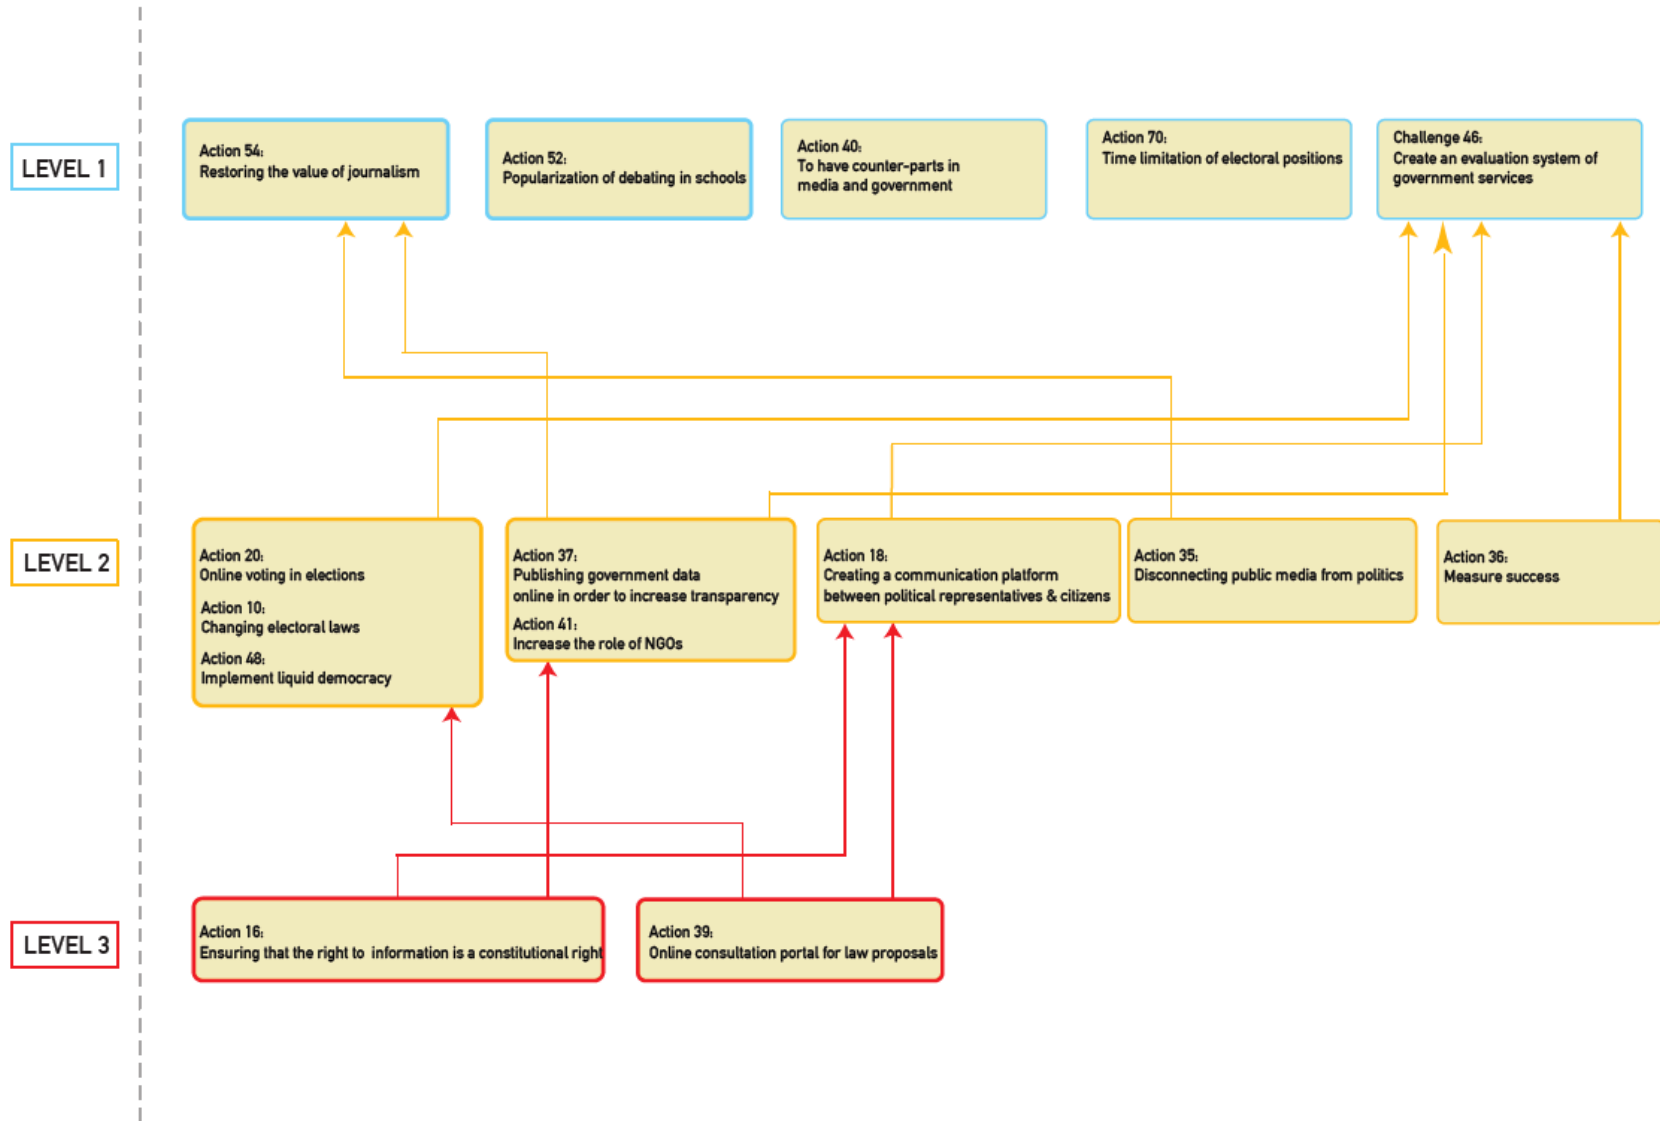 LEVEL 1
Action 54:
Restoring the value of journalism
Action 52:
Popularization of debating in schools
Action 40:
To have counter-parts in
media and government
Action 70:
Time limitation of electoral positions
Challenge 46:
Create an evaluation system of
government services
LEVEL 2
Action 20:
Online voting in elections
Action 10:
Changing electoral laws
Action 48:
Implement liquid democracy
Action 37:
Publishing government data
online in order to increase transparency
Action 41:
Increase the role of NGOs
Action 18:
Creating a communication platform
between political representatives & citizens
Action 35:
Disconnecting public media from politics
Action 36:
Measure success
LEVEL 3
Action 16:
Ensuring that the right to information is a constitutional right
Action 39:
Online consultation portal for law proposals